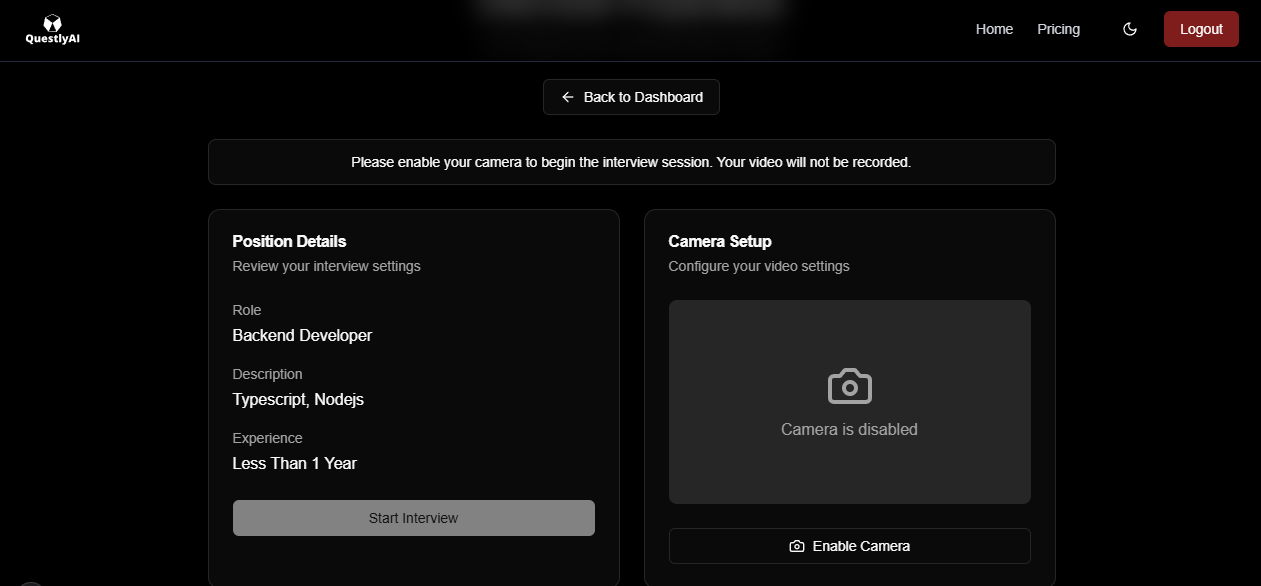 QuestlyAI
Home
Pricing
Logout
Back to Dashboard
Please enable your camera to begin the interview session. Your video will not be recorded.
Position Details
Review your interview settings
Role
Backend Developer
Description
Typescript, Nodejs
Experience
Less Than 1 Year
Start Interview
Camera Setup
Configure your video settings
Camera is disabled
Enable Camera